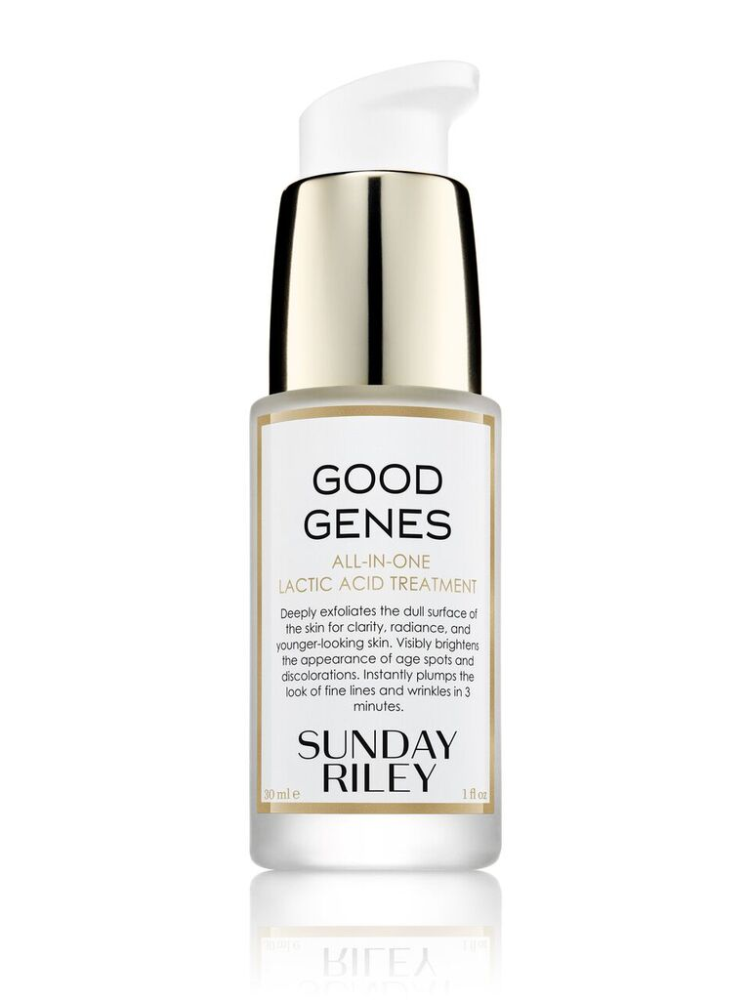 GOOD
GENES
ALL-IN-ONE
LACTIC ACID TREATMENT
Deeply exfoliates the dull surface of
the skin for clarity, radiance, and
younger-looking skin. Visibly brightens
the appearance of age spots and
discolorations. Instantly plumps the
look of fine lines and wrinkles in 3
minutes.
SUNDAY
RILEY
30 ml e 1 fl oz